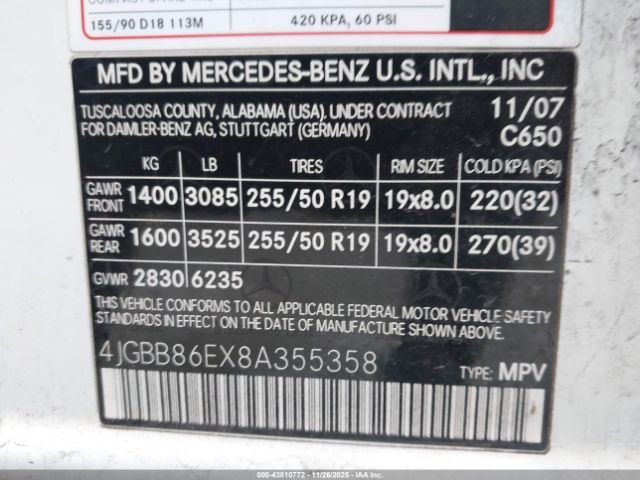 155/90 D18 113M 420 KPA, 60 PSI
MFD BY MERCEDES-BENZ U.S. INTL., INC
TUSCALOOSA COUNTY, ALABAMA (USA). UNDER CONTRACT 11/07
FOR DAIMLER-BENZ AG, STUTTGART (GERMANY) C650
KG LB TIRES RIM SIZE COLD KPA (PSI)
GAWR FRONT 1400 3085 255/50 R19 19x8.0 220(32)
GAWR REAR 1600 3525 255/50 R19 19x8.0 270(39)
GVWR 2830 6235
THIS VEHICLE CONFORMS TO ALL APPLICABLE FEDERAL MOTOR VEHICLE SAFETY
STANDARDS IN EFFECT ON THE DATE OF MANUFACTURE SHOWN ABOVE.
4JGBB86EX8A355358 TYPE: MPV
000-43810772 - 11/26/2025 - IAAI.COM